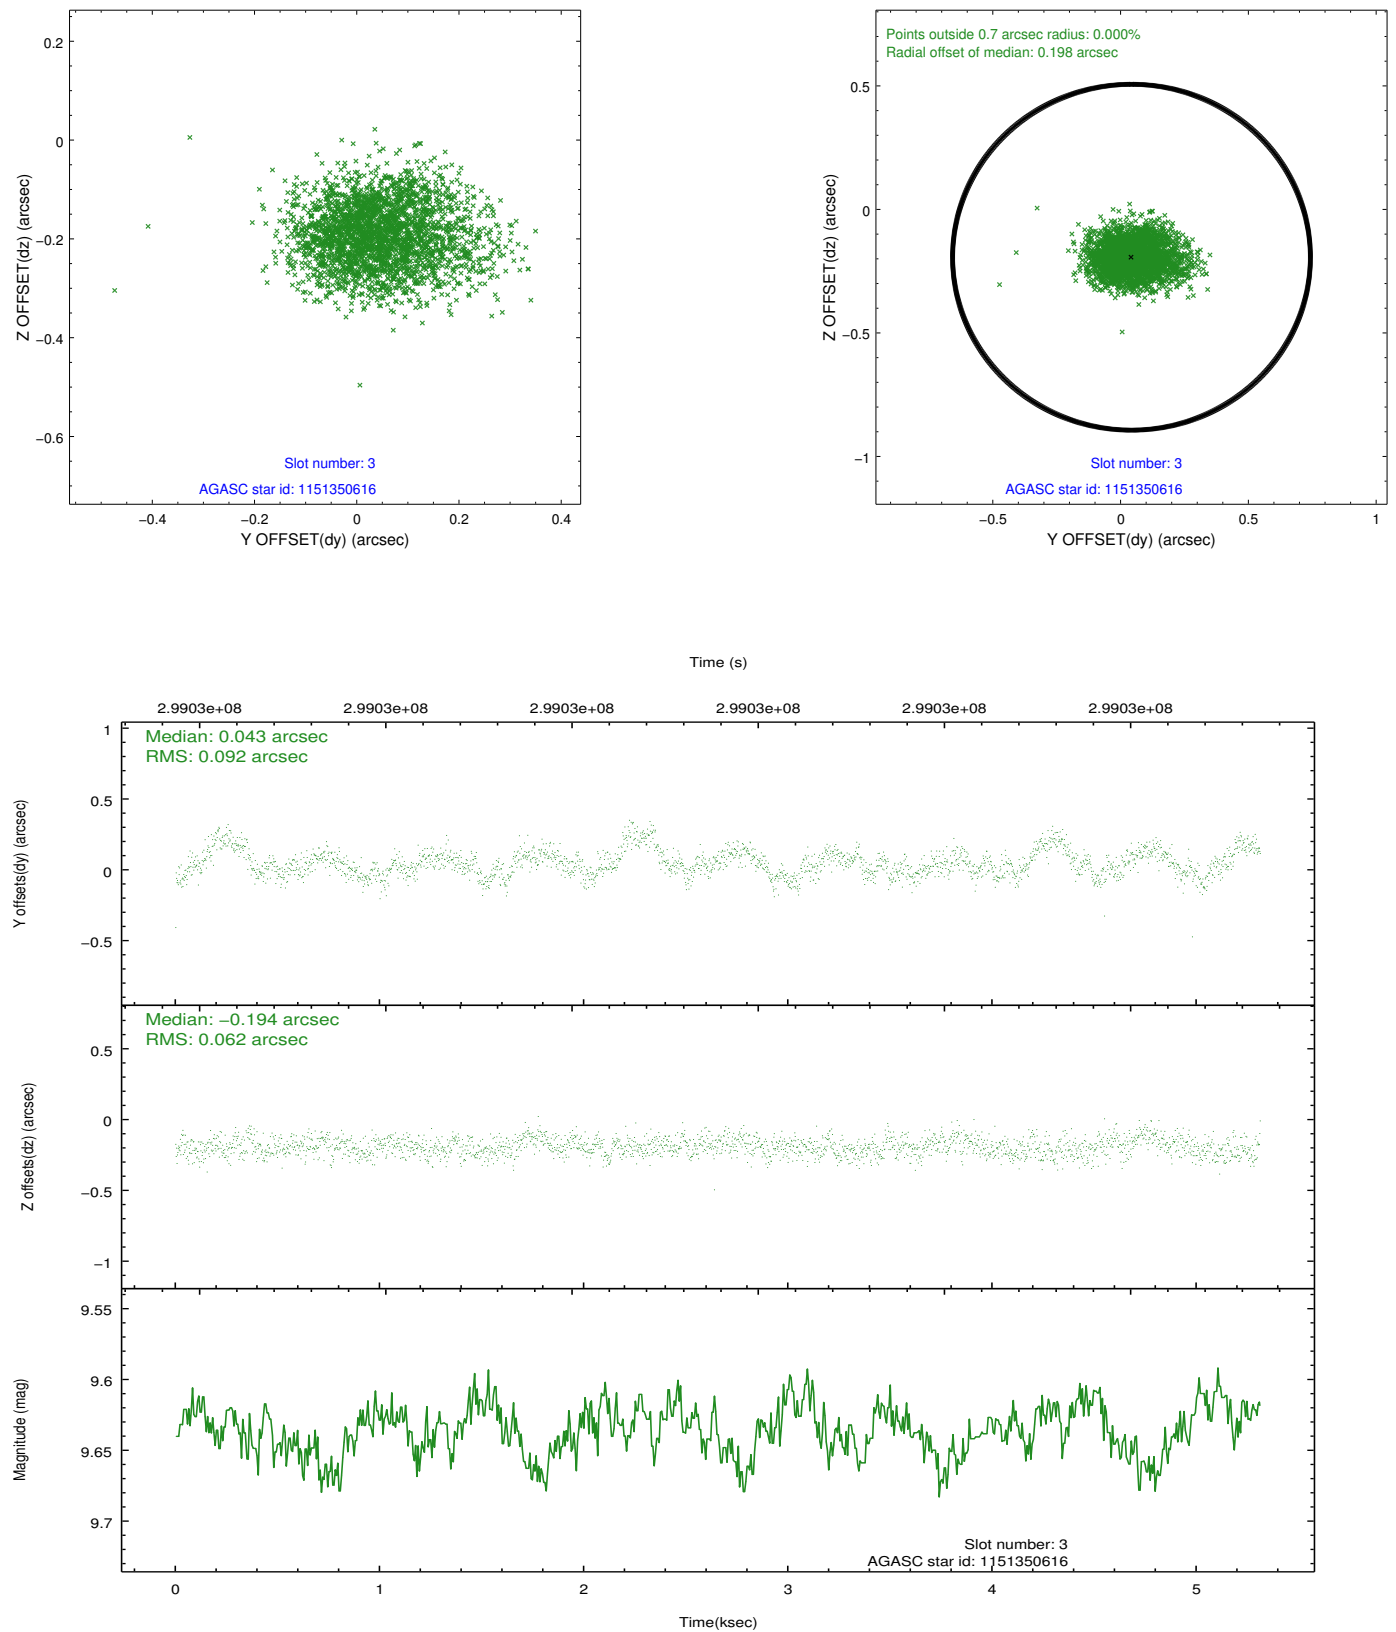 0.2
0
−0.2
−0.4
−0.6
Z OFFSET(dz) (arcsec)
Slot number: 3
AGASC star id: 1151350616
−0.4 −0.2 0 0.2 0.4
Y OFFSET(dy) (arcsec)
Points outside 0.7 arcsec radius: 0.000%
Radial offset of median: 0.198 arcsec
0.5
0
−0.5
−1
Z OFFSET(dz) (arcsec)
Slot number: 3
AGASC star id: 1151350616
−0.5 0 0.5 1
Y OFFSET(dy) (arcsec)
Time (s)
2.9903e+08 2.9903e+08 2.9903e+08 2.9903e+08 2.9903e+08 2.9903e+08
Median: 0.043 arcsec
RMS: 0.092 arcsec
1
0.5
0
−0.5
Y offsets(dy) (arcsec)
Median: −0.194 arcsec
RMS: 0.062 arcsec
0.5
0
−0.5
−1
Z offsets(dz) (arcsec)
9.55
9.6
9.65
9.7
Magnitude (mag)
Slot number: 3
AGASC star id: 1151350616
0 1 2 3 4 5
Time(ksec)